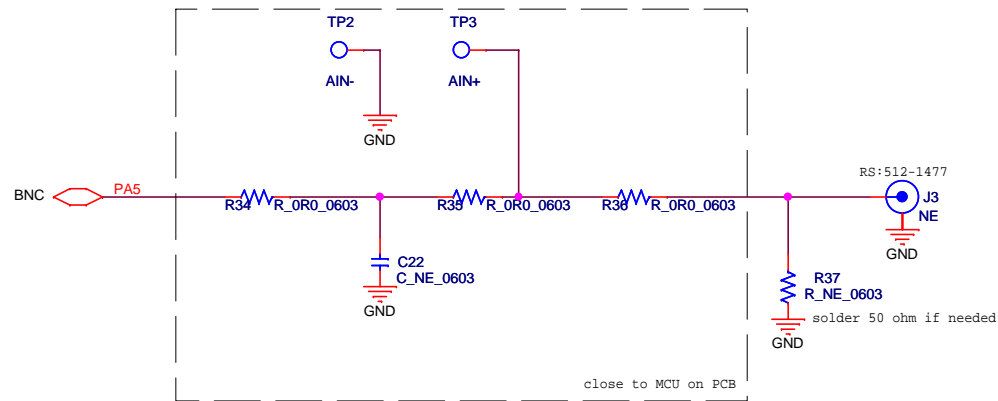 TP2
TP3
AIN-
AIN+
GND
RS:512-1477
BNC
PA5
J3
NE
R34
R_0R0_0603
R35
R_0R0_0603
R36
R_0R0_0603
GND
C22
C_NE_0603
GND
R37
R_NE_0603
solder 50 ohm if needed
GND
close to MCU on PCB